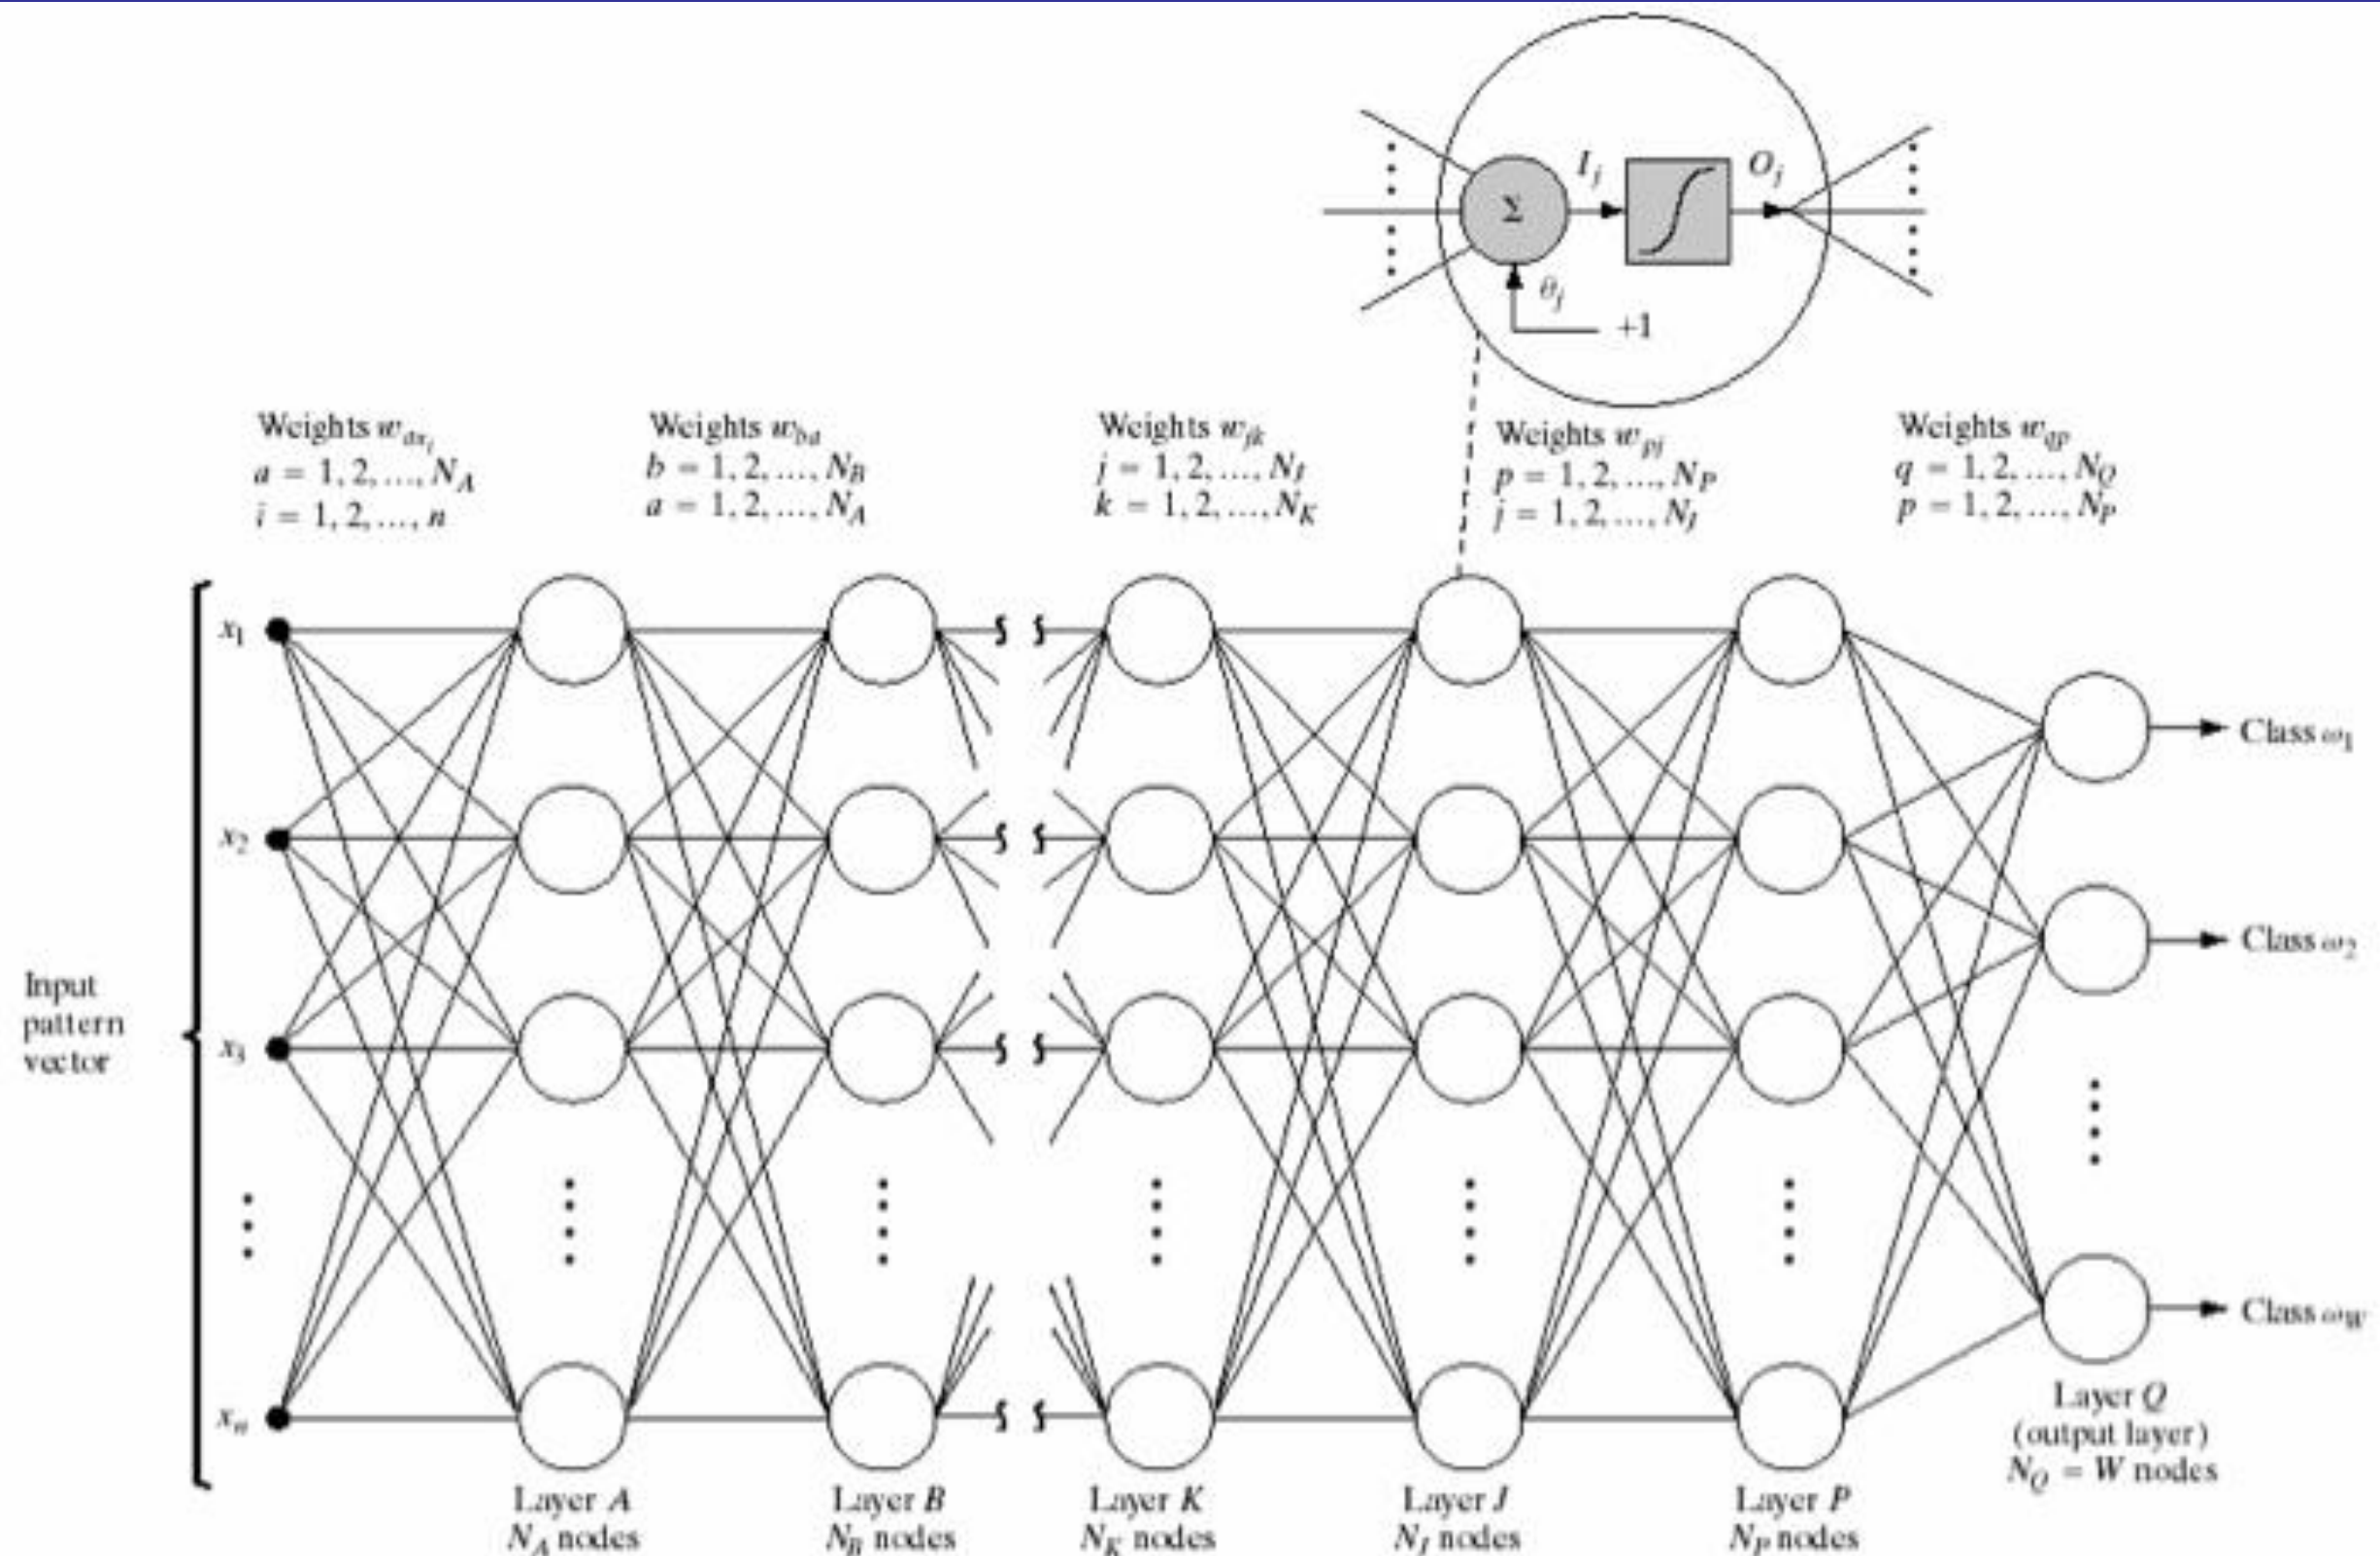 I_j
O_j
Σ
θ_j
+1
Weights w_{ax_i}
a = 1, 2, ..., N_A
i = 1, 2, ..., n
Weights w_{ba}
b = 1, 2, ..., N_B
a = 1, 2, ..., N_A
Weights w_{jk}
j = 1, 2, ..., N_J
k = 1, 2, ..., N_K
Weights w_{pj}
p = 1, 2, ..., N_P
j = 1, 2, ..., N_J
Weights w_{qp}
q = 1, 2, ..., N_Q
p = 1, 2, ..., N_P
Input
pattern
vector
x_1
x_2
x_3
x_n
Class ω_1
Class ω_2
Class ω_W
Layer A
N_A nodes
Layer B
N_B nodes
Layer K
N_K nodes
Layer J
N_J nodes
Layer P
N_P nodes
Layer Q
(output layer)
N_Q = W nodes